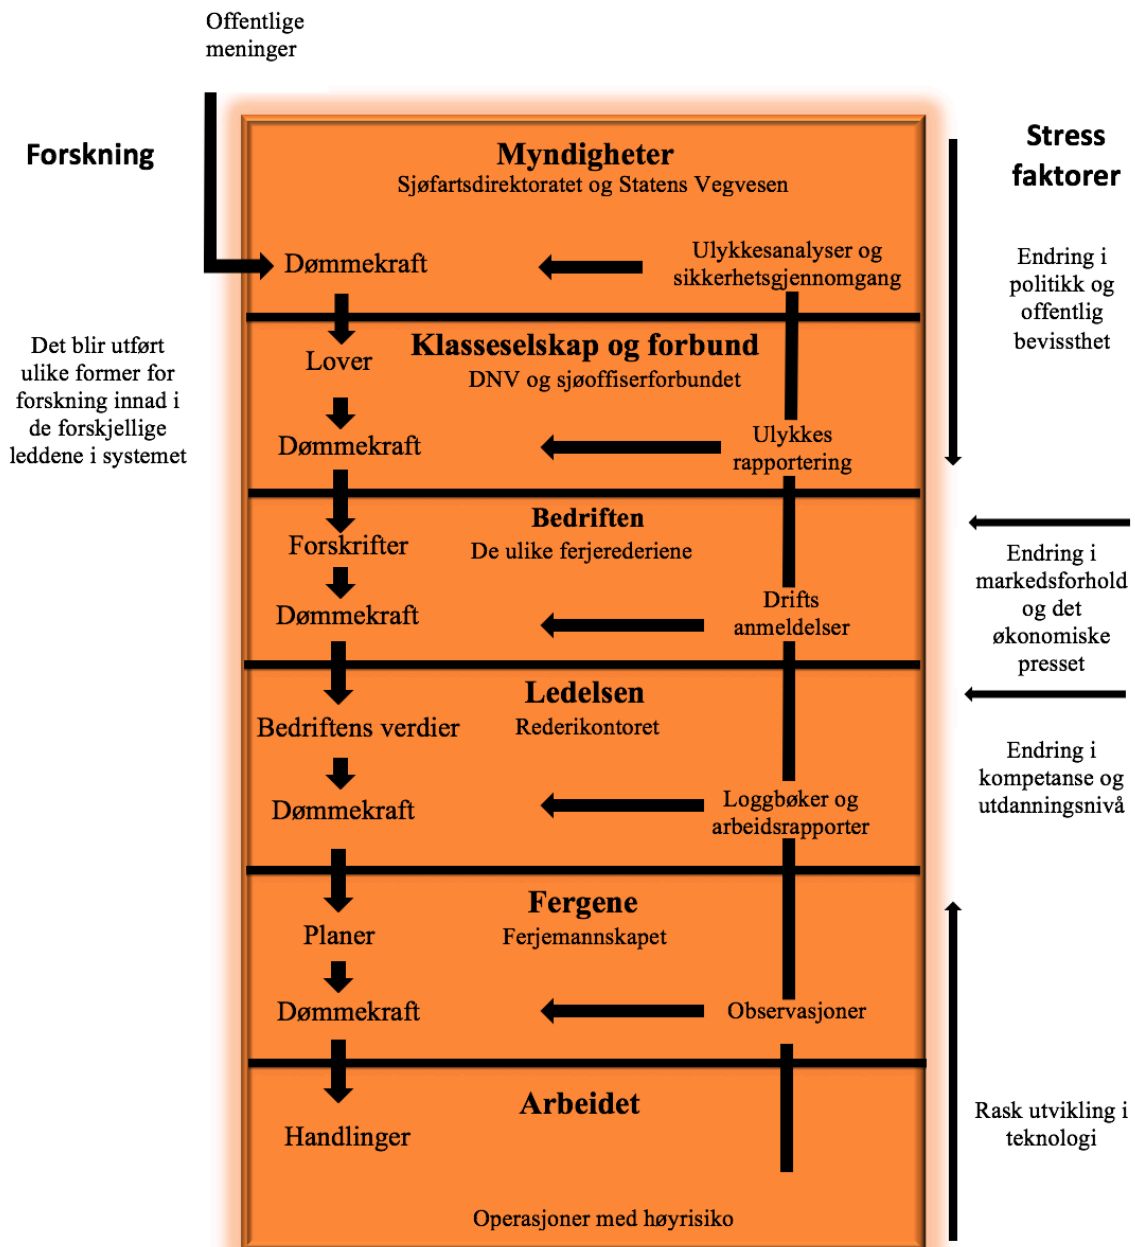 Offentlige
meninger
Forskning
Stress
faktorer
Myndigheter
Sjøfartsdirektoratet og Statens Vegvesen
Dømmekraft
Ulykkesanalyser og
sikkerhetsgjennomgang
Endring i
politikk og
offentlig
bevissthet
Det blir utført
ulike former for
forskning innad i
de forskjellige
leddene i systemet
Klasseselskap og forbund
DNV og sjøoffiserforbundet
Lover
Dømmekraft
Ulykkes
rapportering
Bedriften
De ulike ferjerederiene
Forskrifter
Dømmekraft
Drifts
anmeldelser
Endring i
markedsforhold
og det
økonomiske
presset
Ledelsen
Rederikontoret
Bedriftens verdier
Dømmekraft
Loggbøker og
arbeidsrapporter
Endring i
kompetanse og
utdanningsnivå
Fergene
Ferjemannskapet
Planer
Dømmekraft
Observasjoner
Arbeidet
Handlinger
Rask utvikling i
teknologi
Operasjoner med høyrisiko